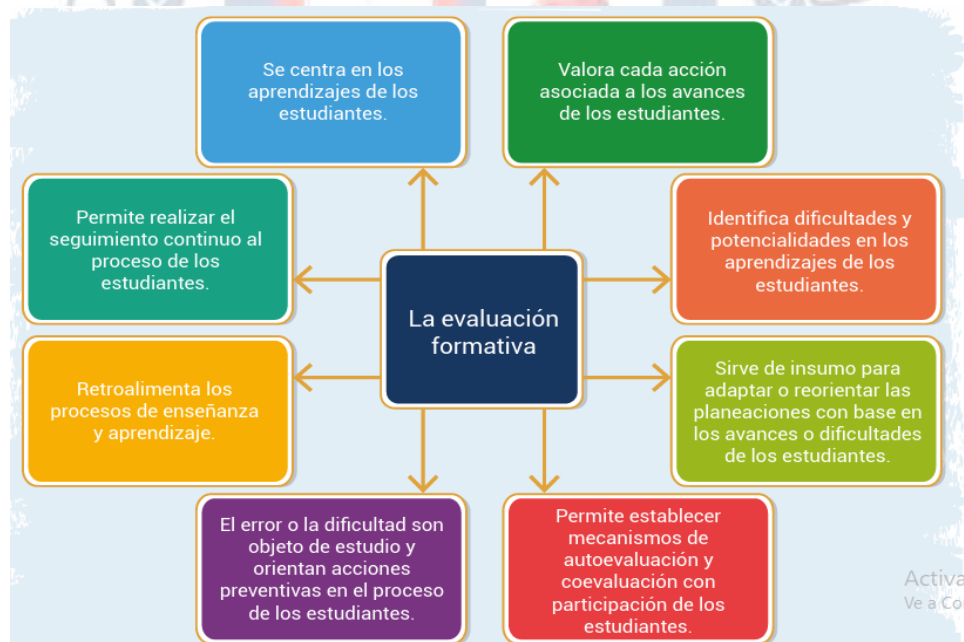 Se centra en los
aprendizajes de los
estudiantes.
Valora cada acción
asociada a los avances
de los estudiantes.
Permite realizar el
seguimiento continuo al
proceso de los
estudiantes.
Identifica dificultades y
potencialidades en los
aprendizajes de los
estudiantes.
La evaluación
formativa
Retroalimenta los
procesos de enseñanza
y aprendizaje.
Sirve de insumo para
adaptar o reorientar las
planeaciones con base en
los avances o dificultades
de los estudiantes.
El error o la dificultad son
objeto de estudio y
orientan acciones
preventivas en el proceso
de los estudiantes.
Permite establecer
mecanismos de
autoevaluación y
coevaluación con
participación de los
estudiantes.
Activa
Ve a Co